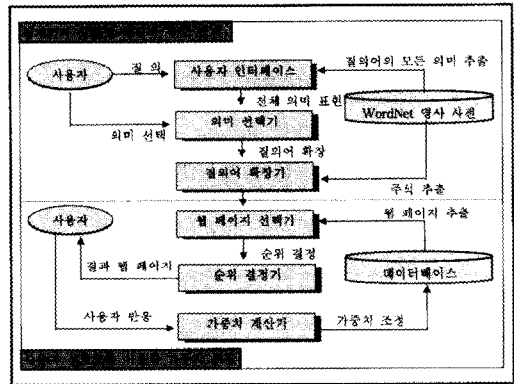 질 의
질의어의 모든 의미 추출
사용자
사용자 인터페이스
전체 의미 표현
WordNet 명사 사전
의미 선택기
의미 선택
질의어 확장
질의어 확장기
주석 추출
사용자
웹 페이지 추출
웹 페이지 선택기
순위 결정
결과 웹 페이지
순위 결정기
데이터베이스
사용자 반응
가중치 계산기
가중치 조정